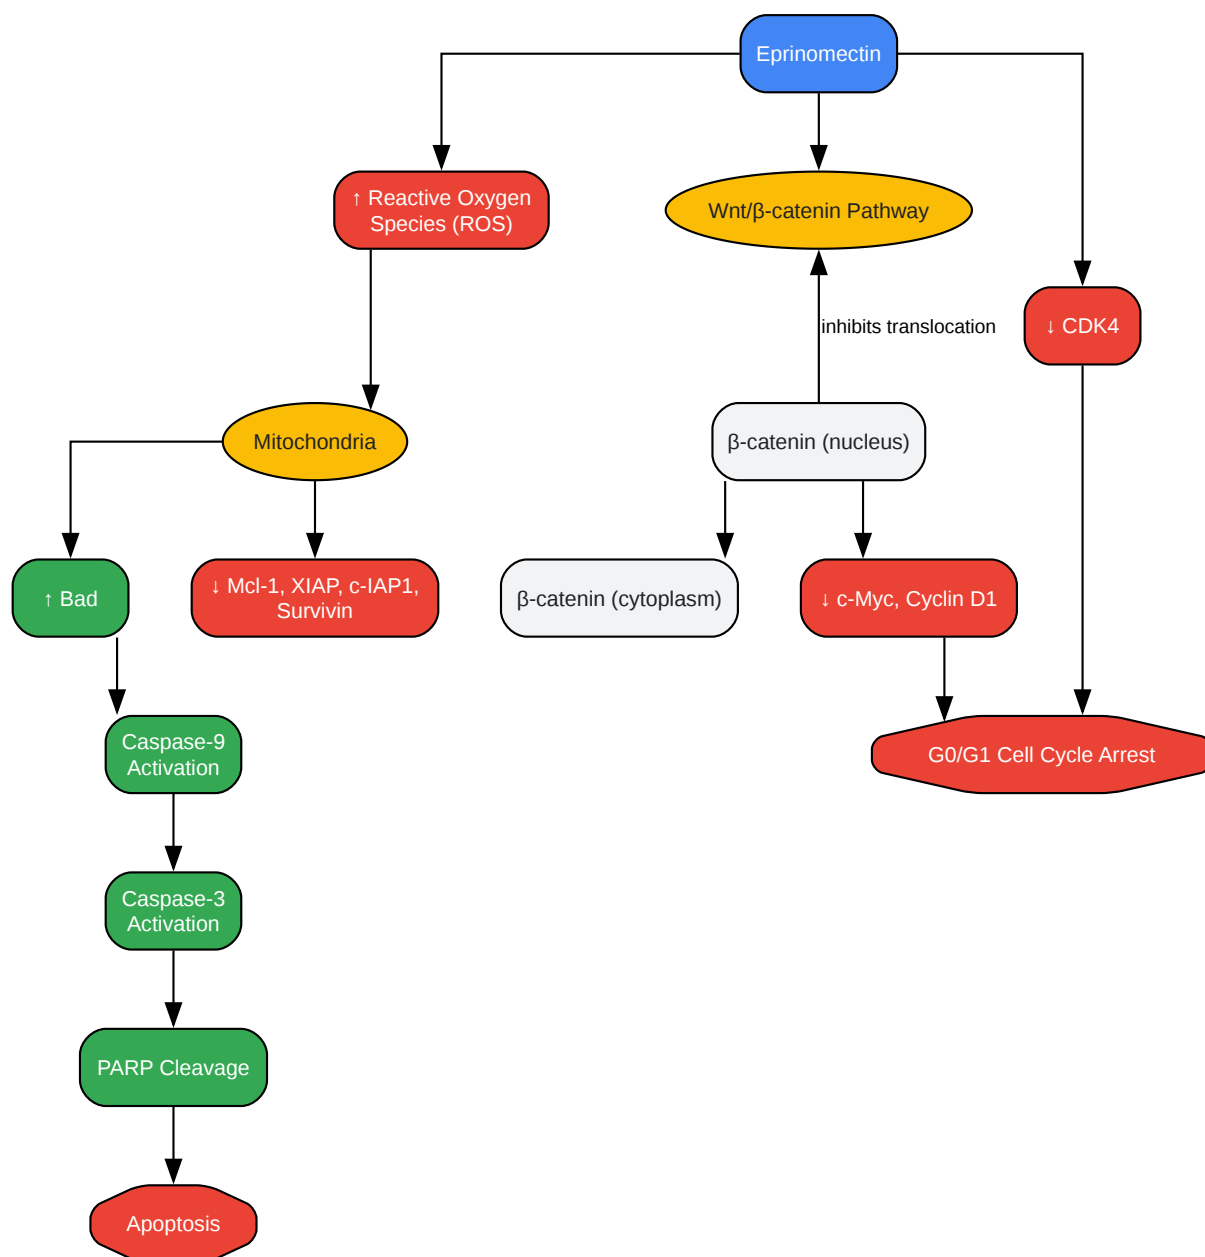 Eprinomectin
↑ Reactive Oxygen
Species (ROS)
Wnt/β-catenin Pathway
inhibits translocation
↓ CDK4
Mitochondria
β-catenin (nucleus)
↑ Bad
↓ Mcl-1, XIAP, c-IAP1,
Survivin
β-catenin (cytoplasm)
↓ c-Myc, Cyclin D1
Caspase-9
Activation
G0/G1 Cell Cycle Arrest
Caspase-3
Activation
PARP Cleavage
Apoptosis